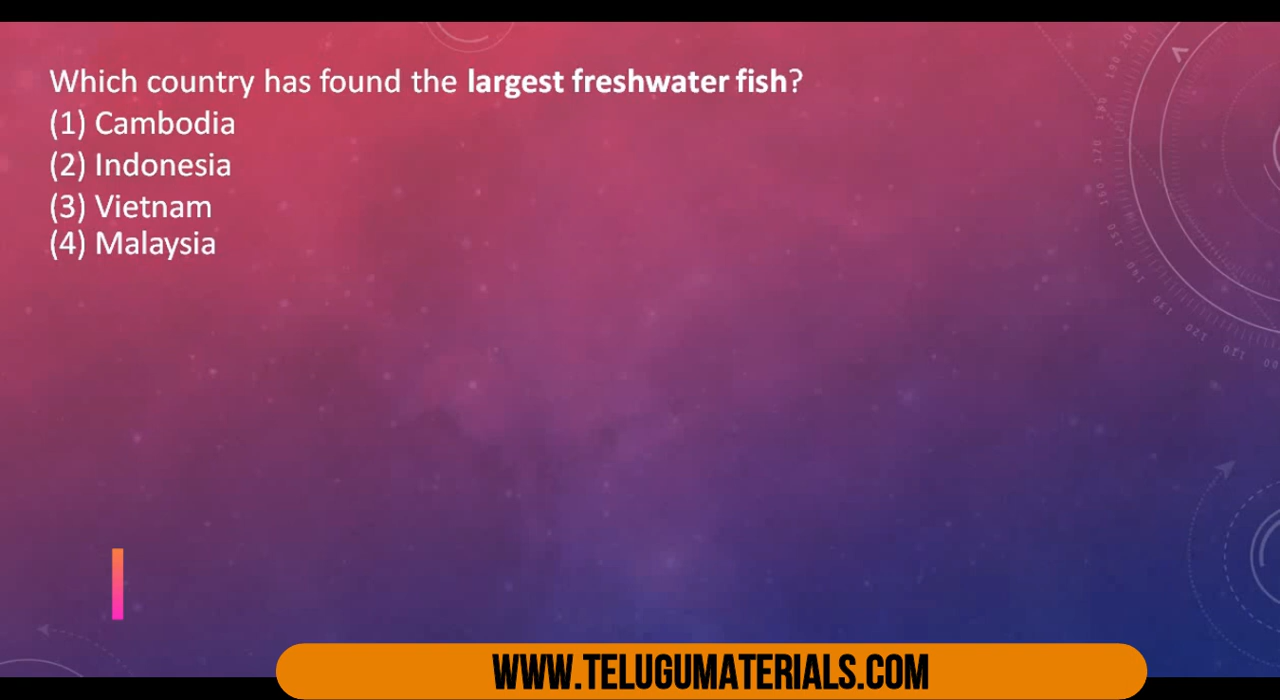 Which country has found the largest freshwater fish?
(1) Cambodia
(2) Indonesia
(3) Vietnam
(4) Malaysia
WWW.TELUGUMATERIALS.COM